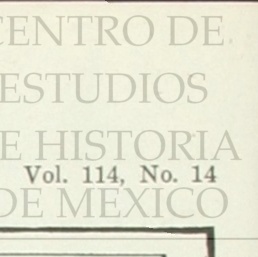 CENTRO DE
ESTUDIOS
E HISTORIA
Vol. 114, No. 14
DE MEXICO